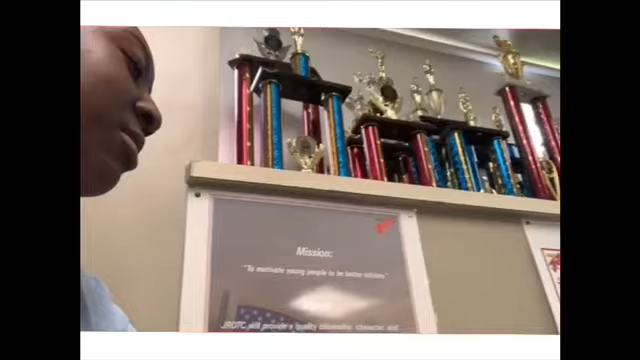 Mission:
"To motivate young people to be better citizens"
JROTC will provide a quality citizenship, character, and